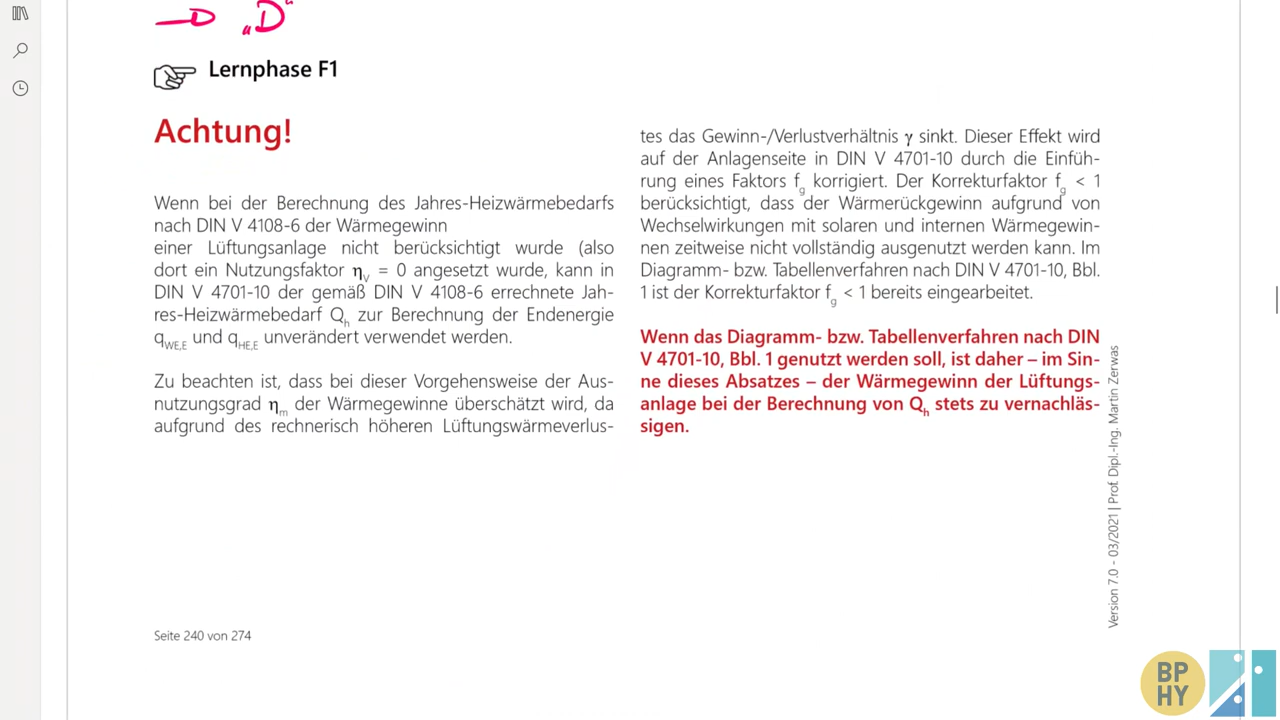 „D“
Lernphase F1
Achtung!
Wenn bei der Berechnung des Jahres-Heizwärmebedarfs
nach DIN V 4108-6 der Wärmegewinn
einer Lüftungsanlage nicht berücksichtigt wurde (also
dort ein Nutzungsfaktor ηV = 0 angesetzt wurde, kann in
DIN V 4701-10 der gemäß DIN V 4108-6 errechnete Jah-
res-Heizwärmebedarf Qh zur Berechnung der Endenergie
qWE,E und qHE,E unverändert verwendet werden.
Zu beachten ist, dass bei dieser Vorgehensweise der Aus-
nutzungsgrad ηm der Wärmegewinne überschätzt wird, da
aufgrund des rechnerisch höheren Lüftungswärmeverlus-
tes das Gewinn-/Verlustverhältnis γ sinkt. Dieser Effekt wird
auf der Anlagenseite in DIN V 4701-10 durch die Einfüh-
rung eines Faktors fg korrigiert. Der Korrekturfaktor fg < 1
berücksichtigt, dass der Wärmerückgewinn aufgrund von
Wechselwirkungen mit solaren und internen Wärmegewin-
nen zeitweise nicht vollständig ausgenutzt werden kann. Im
Diagramm- bzw. Tabellenverfahren nach DIN V 4701-10, Bbl.
1 ist der Korrekturfaktor fg < 1 bereits eingearbeitet.
Wenn das Diagramm- bzw. Tabellenverfahren nach DIN
V 4701-10, Bbl. 1 genutzt werden soll, ist daher – im Sin-
ne dieses Absatzes – der Wärmegewinn der Lüftungs-
anlage bei der Berechnung von Qh stets zu vernachläs-
sigen.
Version 7.0 - 03/2021 | Prof. Dipl.-Ing. Martin Zerwas
Seite 240 von 274
BP
HY